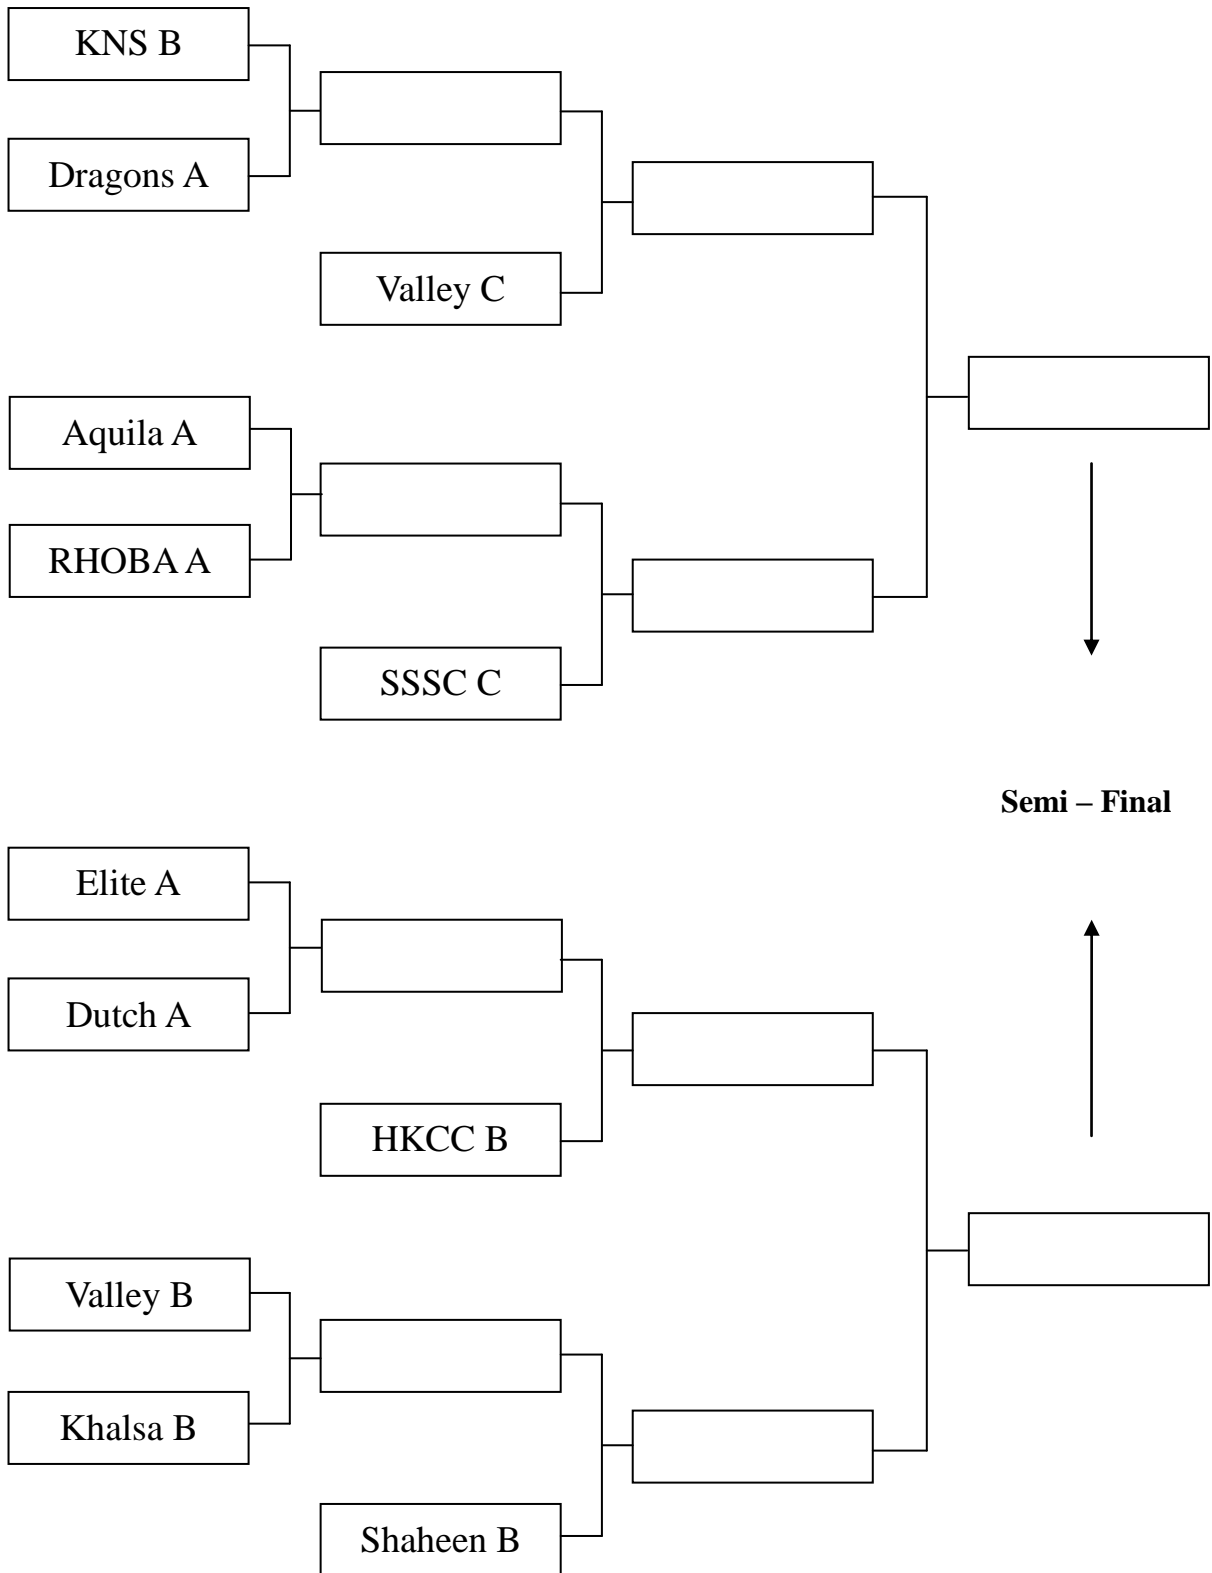 KNS B
Dragons A
Valley C
Aquila A
RHOBA A
SSSC C
Semi – Final
Elite A
Dutch A
HKCC B
Valley B
Khalsa B
Shaheen B